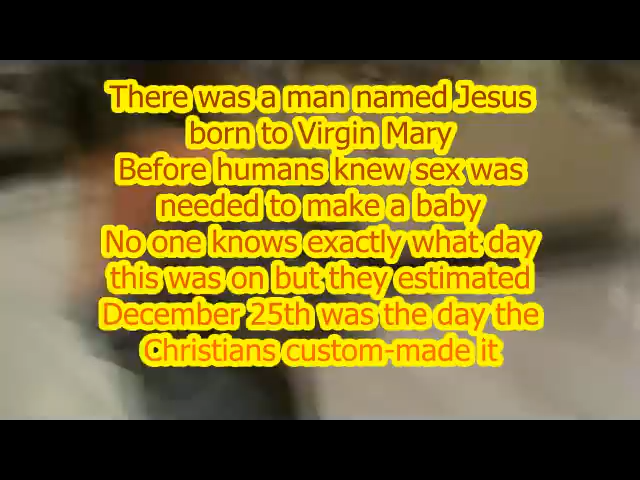 There was a man named Jesus
born to Virgin Mary
Before humans knew sex was
needed to make a baby
No one knows exactly what day
this was on but they estimated
December 25th was the day the
Christians custom-made it